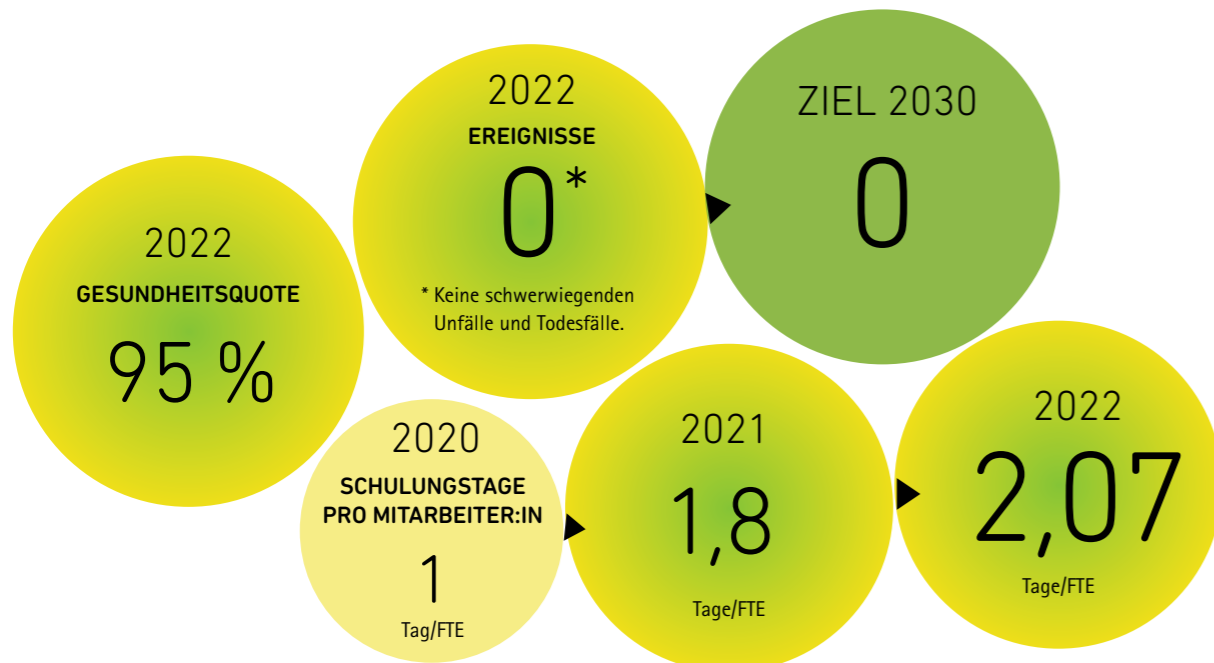 2022
GESUNDHEITSQUOTE
95 %
2022
EREIGNISSE
0*
* Keine schwerwiegenden
Unfälle und Todesfälle.
ZIEL 2030
0
2020
SCHULUNGSTAGE
PRO MITARBEITER:IN
1
Tag/FTE
2021
1,8
Tage/FTE
2022
2,07
Tage/FTE